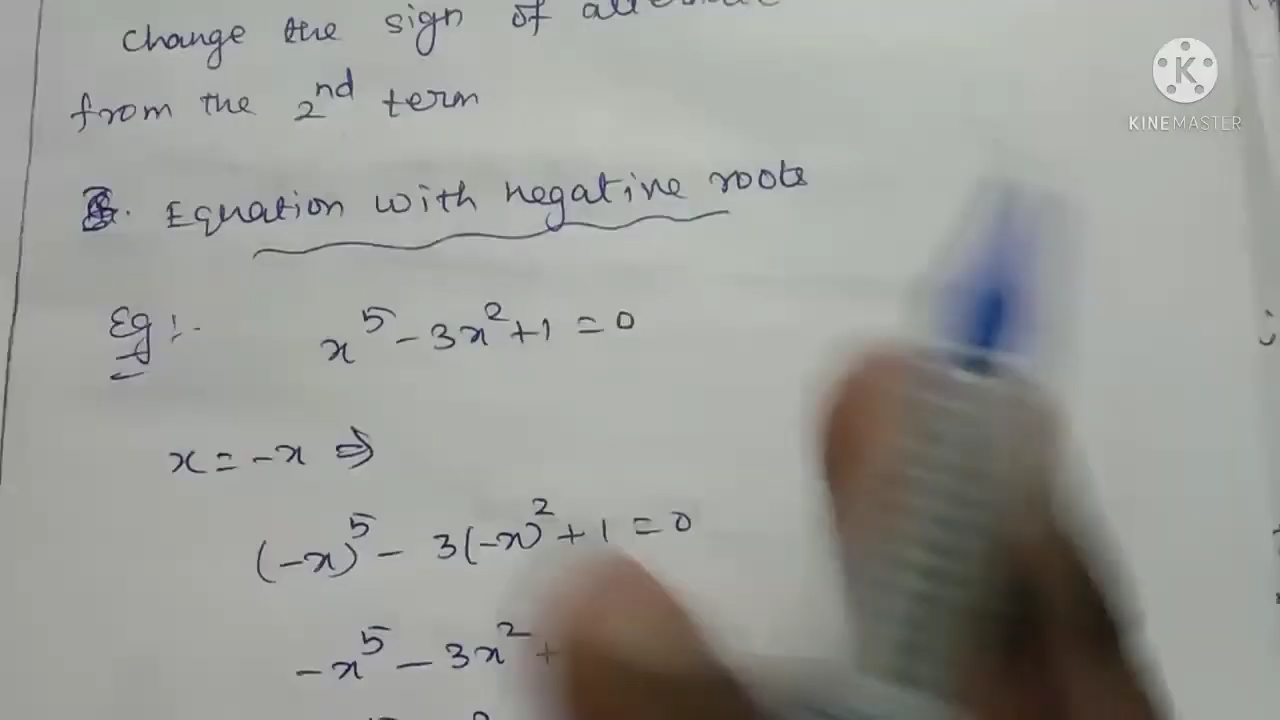 change the sign of
from the 2nd term
KINEMASTER
Equation with negative roots
Eg :-
x^5 - 3x^2 + 1 = 0
x = -x ⇒
(-x)^5 - 3(-x)^2 + 1 = 0
-x^5 - 3x^2 +